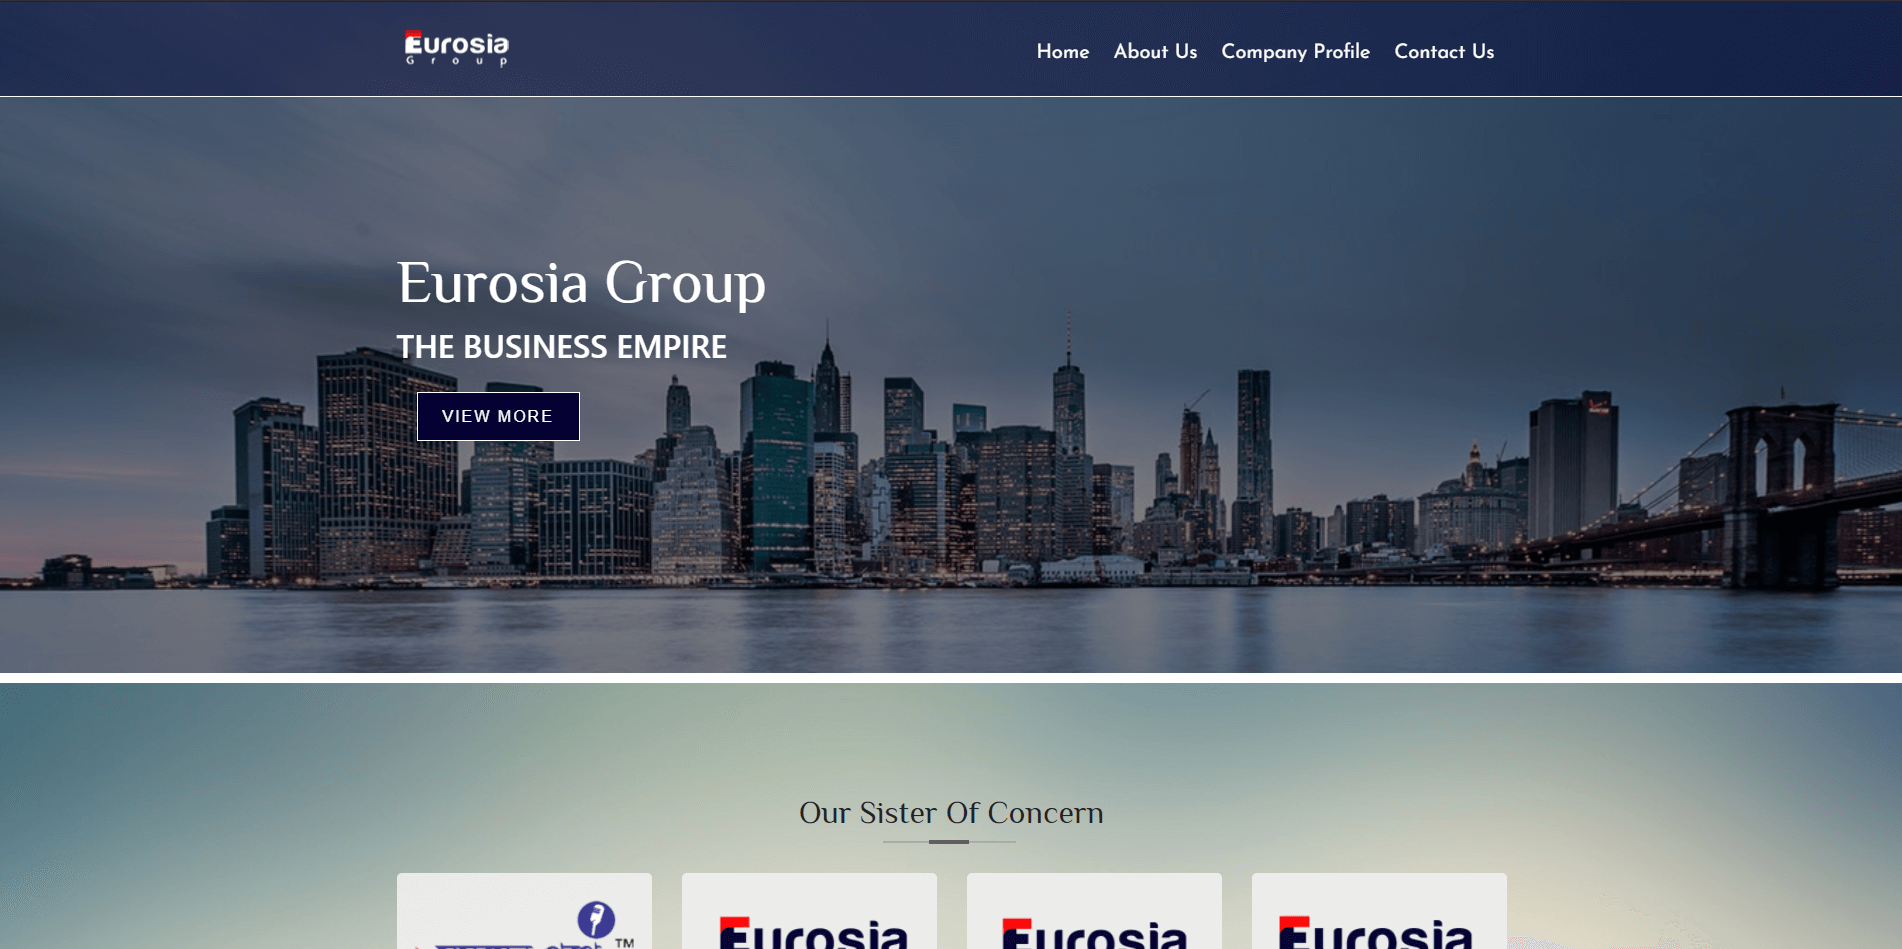 Eurosia
Group
Home About Us Company Profile Contact Us
Eurosia Group
THE BUSINESS EMPIRE
VIEW MORE
Our Sister Of Concern
TM
Eurosia
Eurosia
Eurosia